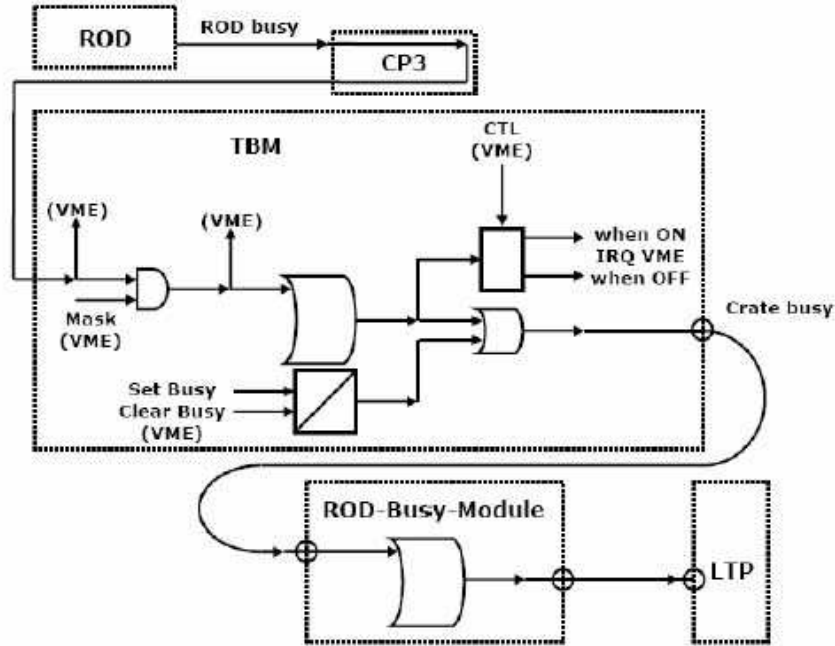 ROD
ROD busy
CP3
TBM
CTL
(VME)
(VME)
(VME)
when ON
IRQ VME
when OFF
Mask
(VME)
Crate busy
Set Busy
Clear Busy
(VME)
ROD-Busy-Module
LTP